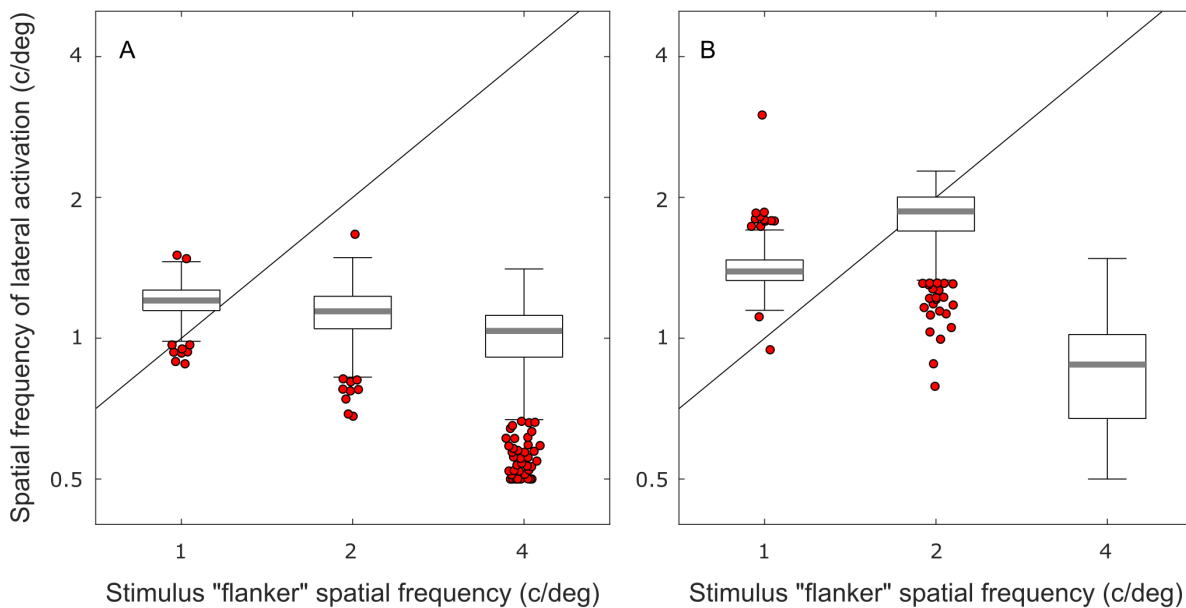 A
B
4
2
1
0.5
4
2
1
0.5
Spatial frequency of lateral activation (c/deg)
1 2 4
1 2 4
Stimulus "flanker" spatial frequency (c/deg)
Stimulus "flanker" spatial frequency (c/deg)